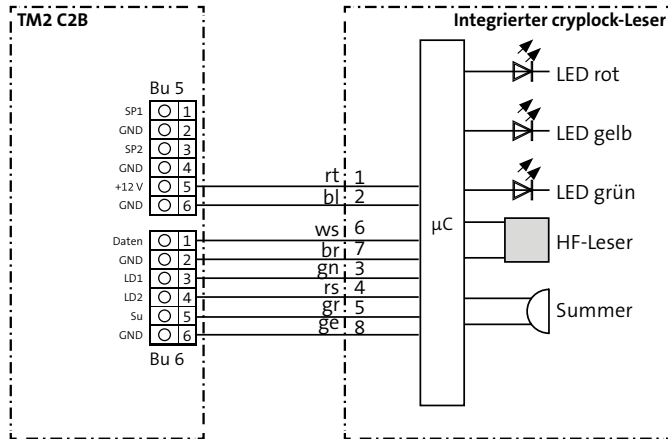 TM2 C2B
Integrierter cryplock-Leser
Bu 5
SP1 1
GND 2
SP2 3
GND 4
+12 V 5 rt 1
GND 6 bl 2
Daten 1 ws 6
GND 2 br 7
LD1 3 gn 3
LD2 4 rs 4
Su 5 gr 5
GND 6 ge 8
Bu 6
µC
LED rot
LED gelb
LED grün
HF-Leser
Summer